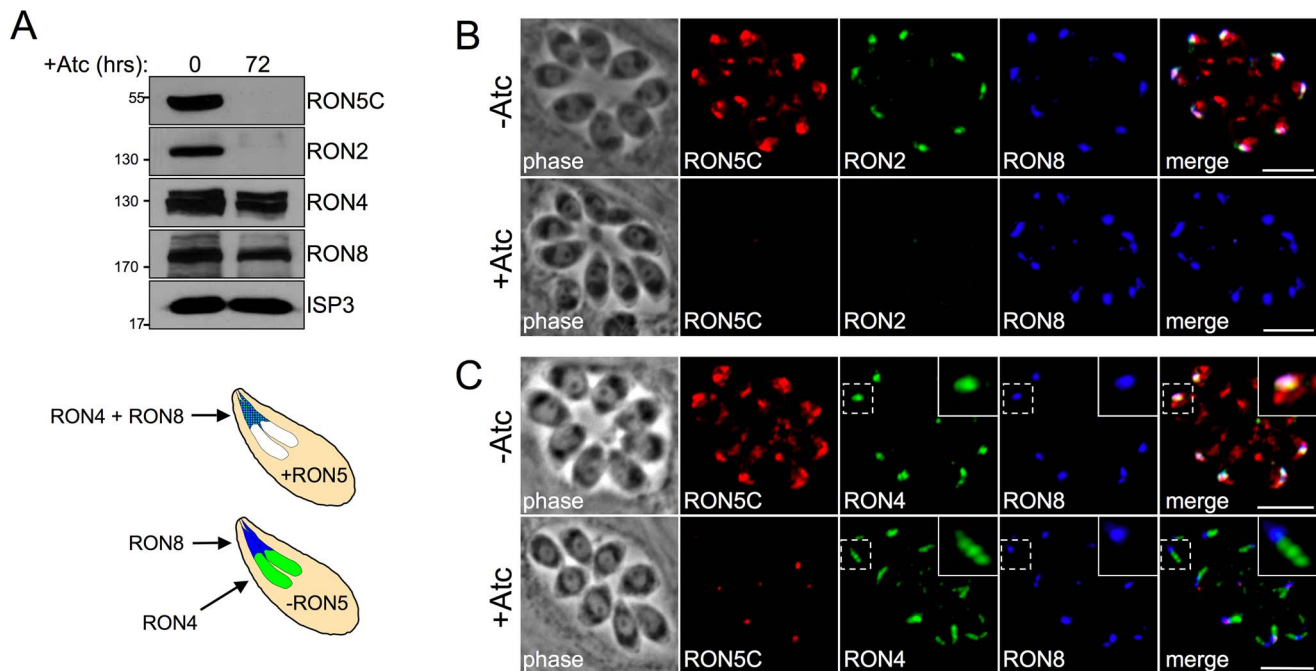 A
+Atc (hrs): 0 72
55 RON5C
130 RON2
130 RON4
170 RON8
17 ISP3
RON4 + RON8
+RON5
RON8
-RON5
RON4
B
-Atc
phase RON5C RON2 RON8 merge
+Atc
phase RON5C RON2 RON8 merge
C
-Atc
phase RON5C RON4 RON8 merge
+Atc
phase RON5C RON4 RON8 merge